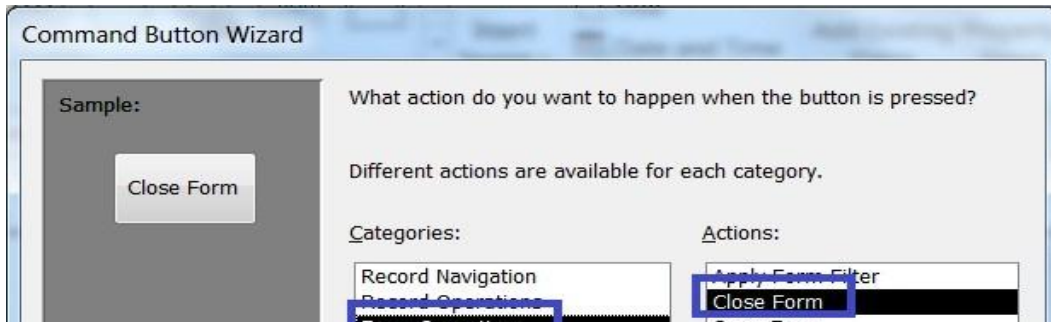 Command Button Wizard
Sample:
What action do you want to happen when the button is pressed?
Close Form
Different actions are available for each category.
Categories:
Actions:
Record Navigation
Apply Form Filter
Record Operations
Close Form